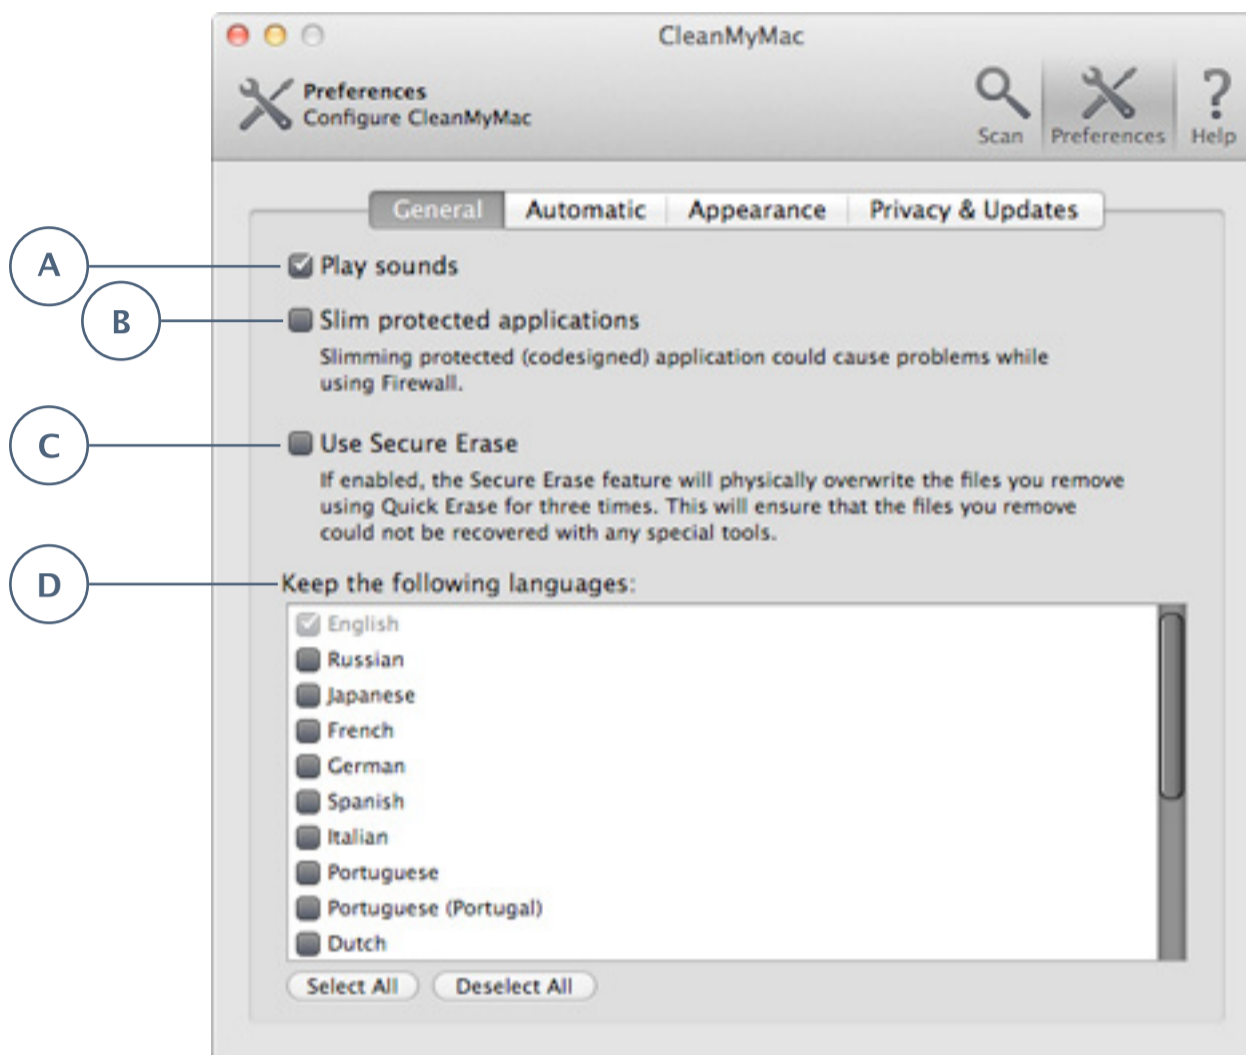 CleanMyMac
Preferences
Configure CleanMyMac
Scan
Preferences
Help
General
Automatic
Appearance
Privacy & Updates
A
Play sounds
B
Slim protected applications
Slimming protected (codesigned) application could cause problems while
using Firewall.
C
Use Secure Erase
If enabled, the Secure Erase feature will physically overwrite the files you remove
using Quick Erase for three times. This will ensure that the files you remove
could not be recovered with any special tools.
D
Keep the following languages:
English
Russian
Japanese
French
German
Spanish
Italian
Portuguese
Portuguese (Portugal)
Dutch
Select All
Deselect All